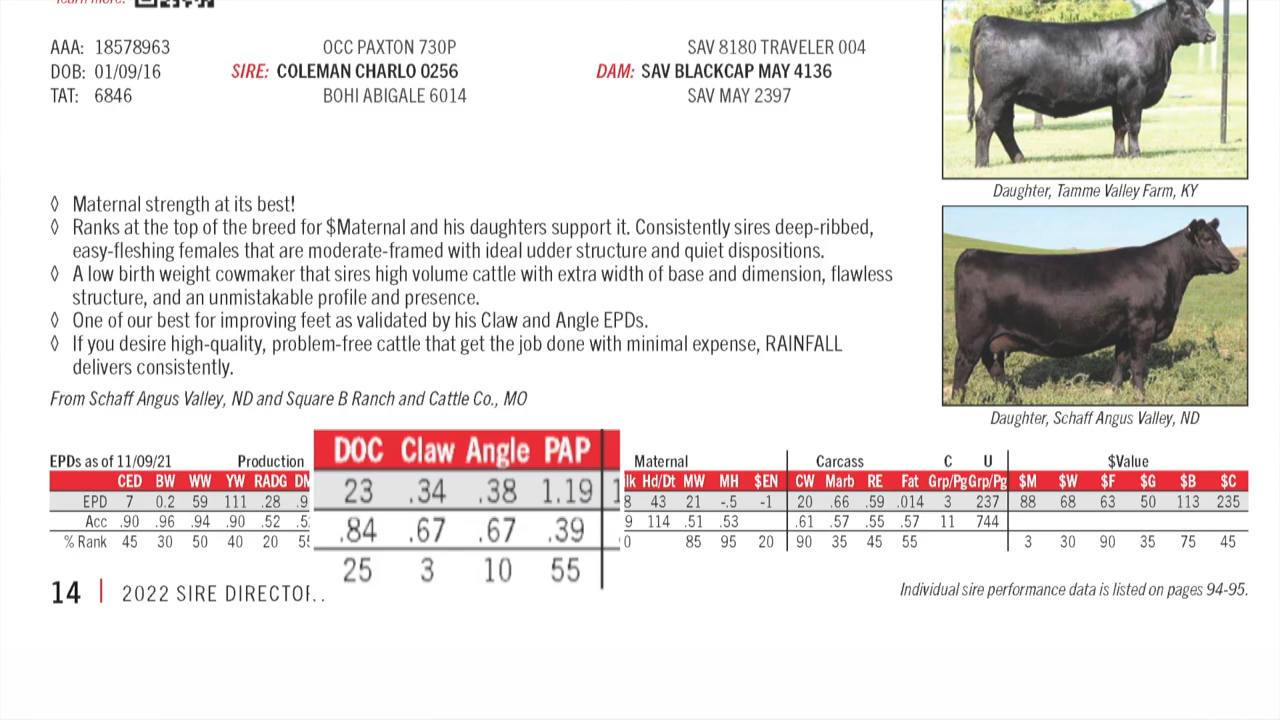 AAA: 18578963
DOB: 01/09/16
TAT: 6846
OCC PAXTON 730P
SIRE: COLEMAN CHARLO 0256
BOHI ABIGALE 6014
SAV 8180 TRAVELER 004
DAM: SAV BLACKCAP MAY 4136
SAV MAY 2397
Daughter, Tamme Valley Farm, KY
◊ Maternal strength at its best!
◊ Ranks at the top of the breed for $Maternal and his daughters support it. Consistently sires deep-ribbed,
easy-fleshing females that are moderate-framed with ideal udder structure and quiet dispositions.
◊ A low birth weight cowmaker that sires high volume cattle with extra width of base and dimension, flawless
structure, and an unmistakable profile and presence.
◊ One of our best for improving feet as validated by his Claw and Angle EPDs.
◊ If you desire high-quality, problem-free cattle that get the job done with minimal expense, RAINFALL
delivers consistently.
From Schaff Angus Valley, ND and Square B Ranch and Cattle Co., MO
Daughter, Schaff Angus Valley, ND
EPDs as of 11/09/21 Production Maternal Carcass C U $Value
CED BW WW YW RADG Hd/Dt MW MH $EN CW Marb RE Fat Grp/Pg Grp/Pg $M $W $F $G $B $C
EPD 7 0.2 59 111 .28 43 21 -.5 -1 20 .66 .59 .014 3 237 88 68 63 50 113 235
Acc .90 .96 .94 .90 .52 114 .51 .53 .61 .57 .55 .57 11 744
% Rank 45 30 50 40 20 85 95 20 90 35 45 55 3 30 90 35 75 45
DOC Claw Angle PAP
23 .34 .38 1.19
.84 .67 .67 .39
25 3 10 55
14 | 2022 SIRE
Individual sire performance data is listed on pages 94-95.